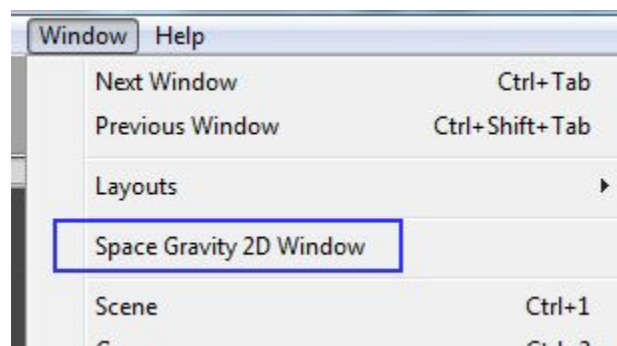 Window Help
Next Window Ctrl+Tab
Previous Window Ctrl+Shift+Tab
Layouts
Space Gravity 2D Window
Scene Ctrl+1